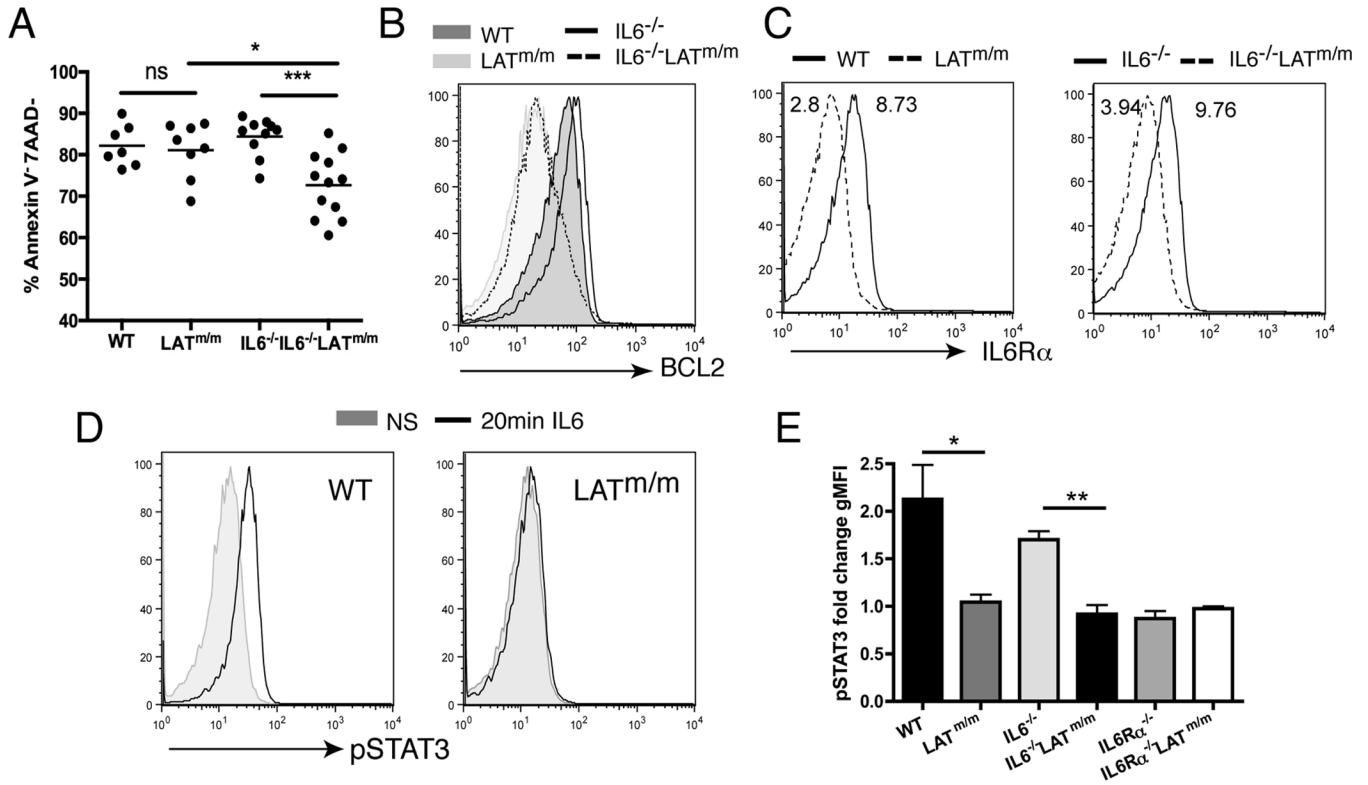 A
ns
*
***
% Annexin V⁻7AAD-
100
90
80
70
60
50
40
WT
LATm/m
IL6-/-
IL6-/-LATm/m
B
WT
IL6-/-
LATm/m
IL6-/-LATm/m
100
80
60
40
20
0
10⁰ 10¹ 10² 10³ 10⁴
BCL2
C
WT LATm/m
2.8 8.73
100
80
60
40
20
0
10⁰ 10¹ 10² 10³ 10⁴
IL6-/- IL6-/-LATm/m
3.94 9.76
100
80
60
40
20
0
10⁰ 10¹ 10² 10³ 10⁴
IL6Rα
D
NS 20min IL6
WT
100
80
60
40
20
0
10⁰ 10¹ 10² 10³ 10⁴
LATm/m
100
80
60
40
20
0
10⁰ 10¹ 10² 10³ 10⁴
pSTAT3
E
*
**
pSTAT3 fold change gMFI
2.5
2.0
1.5
1.0
0.5
0.0
WT
LAT m/m
IL6-/-
IL6-/-LAT m/m
IL6Rα-/-
IL6Rα-/-LAT m/m